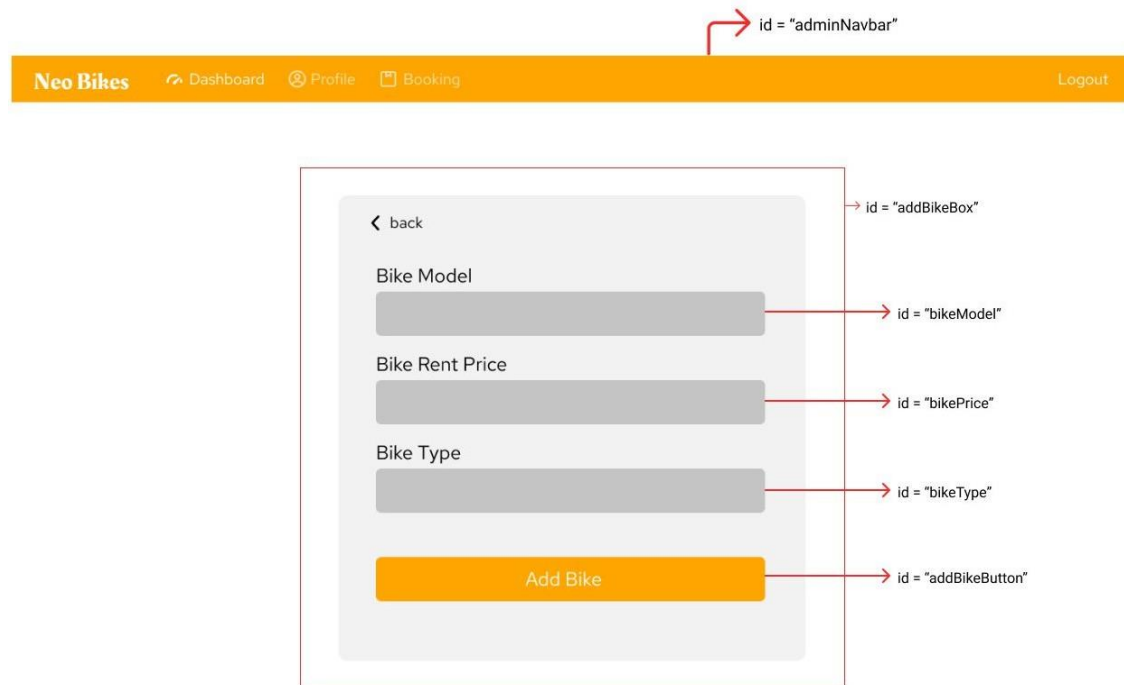 id = “adminNavbar”
Neo Bikes Dashboard Profile Booking Logout
back
id = “addBikeBox”
Bike Model
id = “bikeModel”
Bike Rent Price
id = “bikePrice”
Bike Type
id = “bikeType”
Add Bike
id = “addBikeButton”